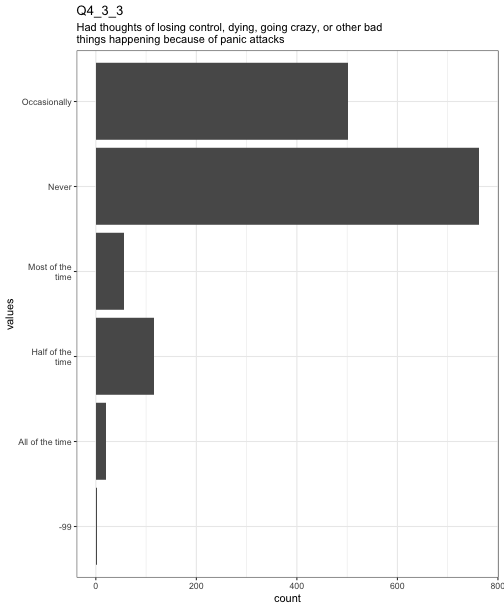 Q4_3_3
Had thoughts of losing control, dying, going crazy, or other bad
things happening because of panic attacks
Occasionally
Never
Most of the
time
Half of the
time
All of the time
-99
values
0
200
400
600
800
count